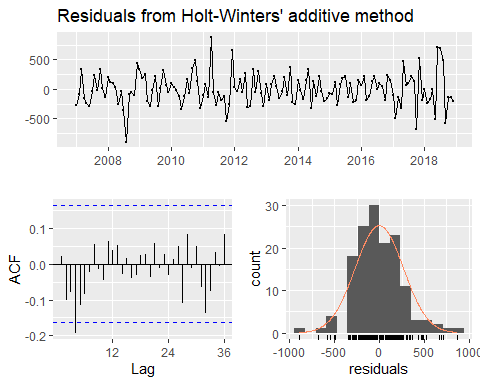 Residuals from Holt-Winters' additive method
500
0
-500
2008 2010 2012 2014 2016 2018
0.1
0.0
-0.1
-0.2
ACF
12 24 36
Lag
30
20
10
0
count
-1000 -500 0 500 1000
residuals